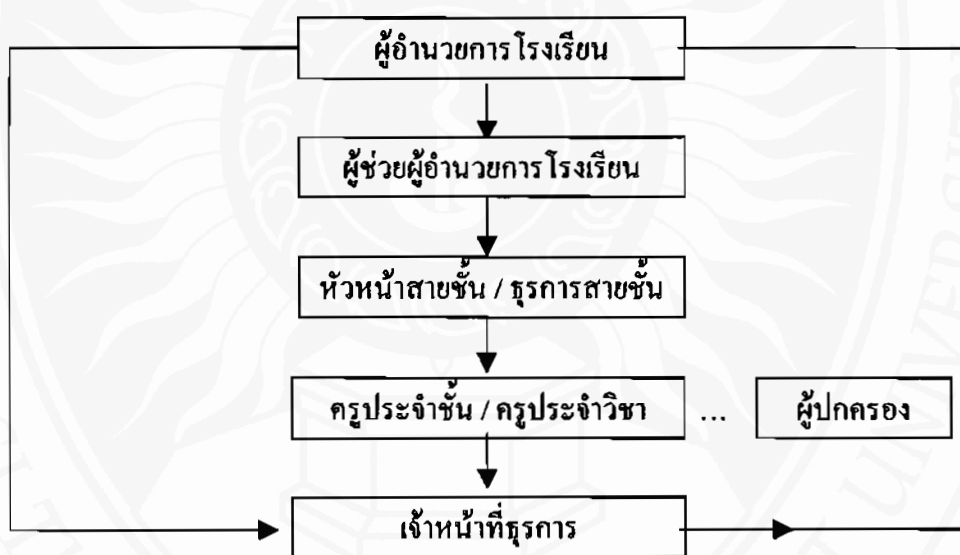 ผู้อำนวยการโรงเรียน
ผู้ช่วยผู้อำนวยการโรงเรียน
หัวหน้าสายชั้น / ธุรการสายชั้น
ครูประจำชั้น / ครูประจำวิชา ... ผู้ปกครอง
เจ้าหน้าที่ธุรการ